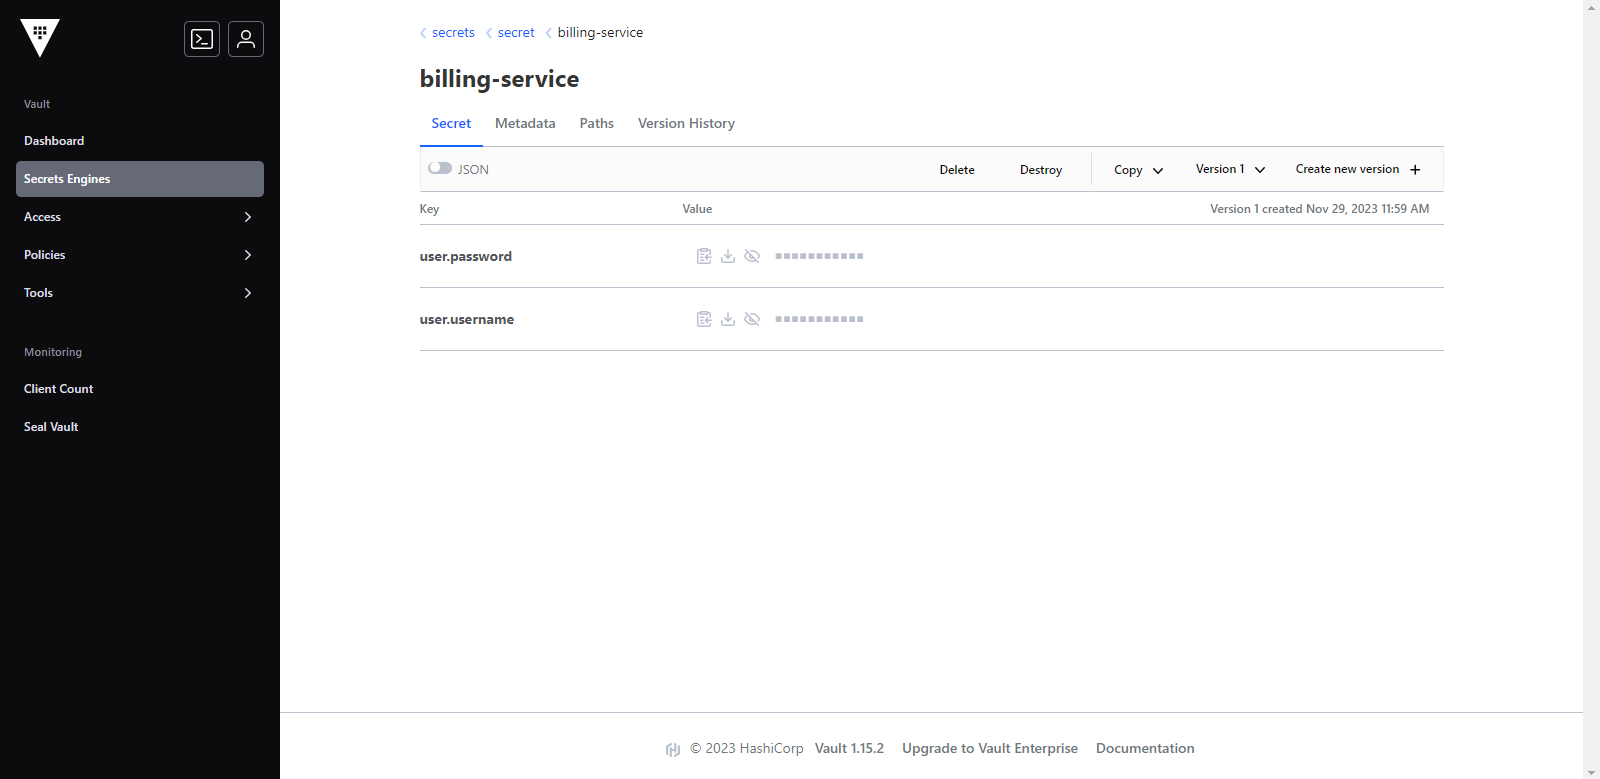 secrets secret billing-service
billing-service
Vault
Dashboard
Secrets Engines
Access
Policies
Tools
Monitoring
Client Count
Seal Vault
Secret Metadata Paths Version History
JSON Delete Destroy Copy Version 1 Create new version
Key Value Version 1 created Nov 29, 2023 11:59 AM
user.password
user.username
© 2023 HashiCorp Vault 1.15.2 Upgrade to Vault Enterprise Documentation